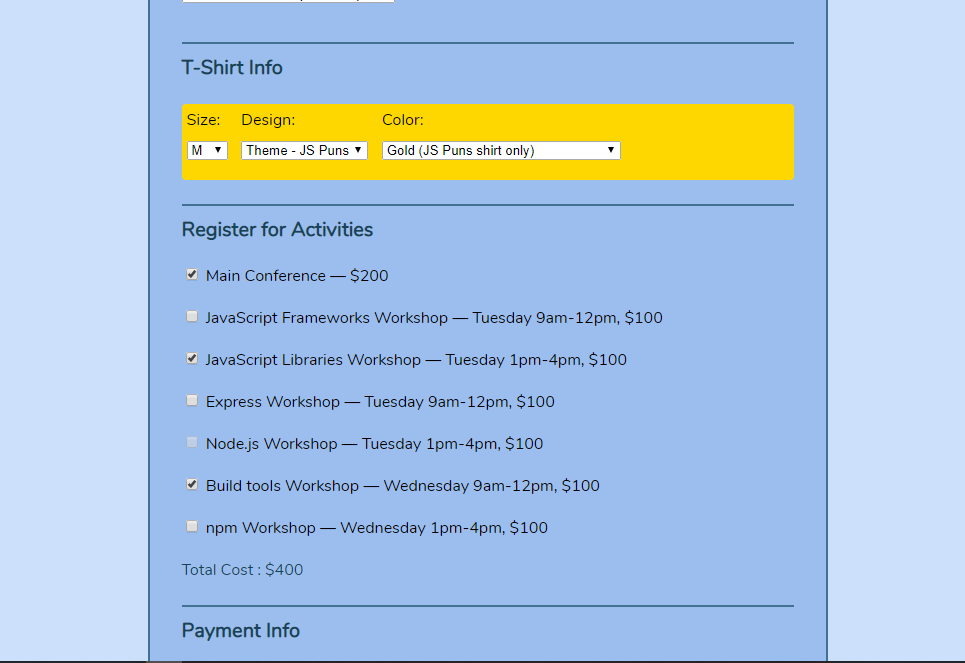 T-Shirt Info
Size: Design: Color:
M Theme - JS Puns Gold (JS Puns shirt only)
Register for Activities
Main Conference — $200
JavaScript Frameworks Workshop — Tuesday 9am-12pm, $100
JavaScript Libraries Workshop — Tuesday 1pm-4pm, $100
Express Workshop — Tuesday 9am-12pm, $100
Node.js Workshop — Tuesday 1pm-4pm, $100
Build tools Workshop — Wednesday 9am-12pm, $100
npm Workshop — Wednesday 1pm-4pm, $100
Total Cost : $400
Payment Info